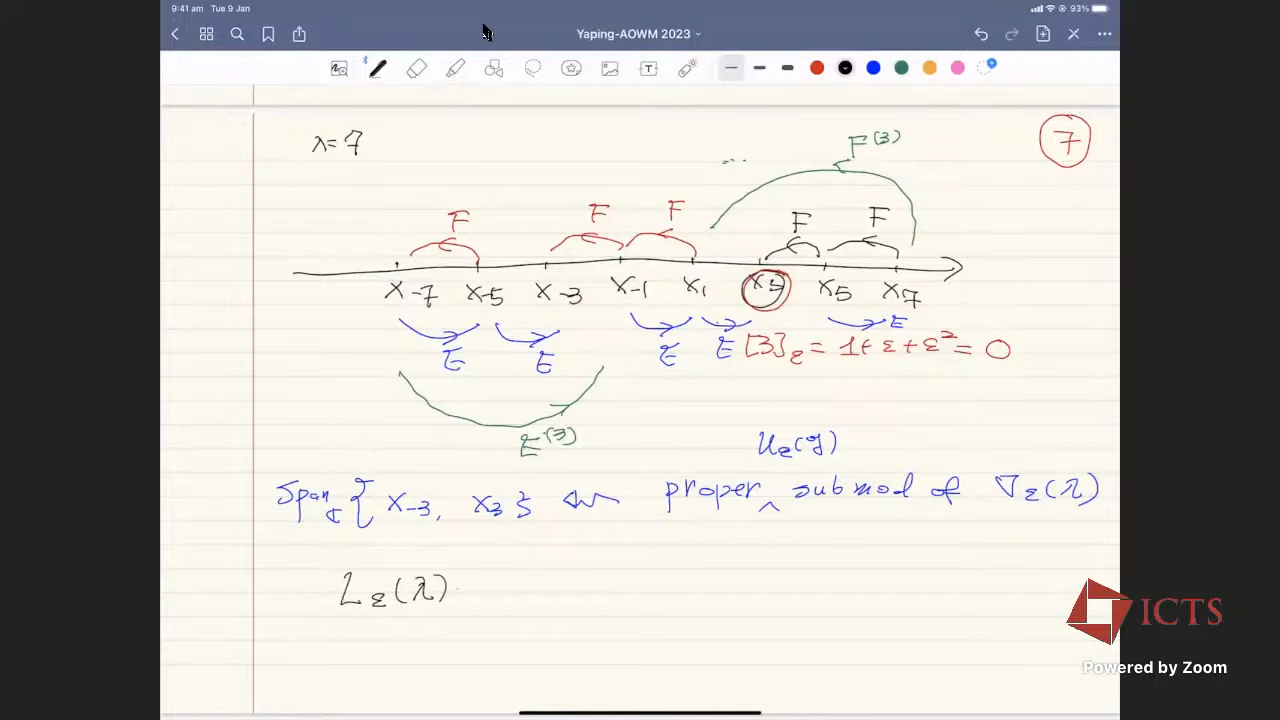 9:41 am Tue 9 Jan
93%
Yaping-AOWM 2023
λ = 7
F(3)
7
F F F F F
x-7 x-5 x-3 x-1 x1 x3 x5 x7
E E E E E
[3]ε = 1 + ε + ε² = 0
E(3)
Uε(g)
Span { x-3, x3 } proper ^ submod of ∇ε(λ)
Lε(λ)
ICTS
Powered by Zoom